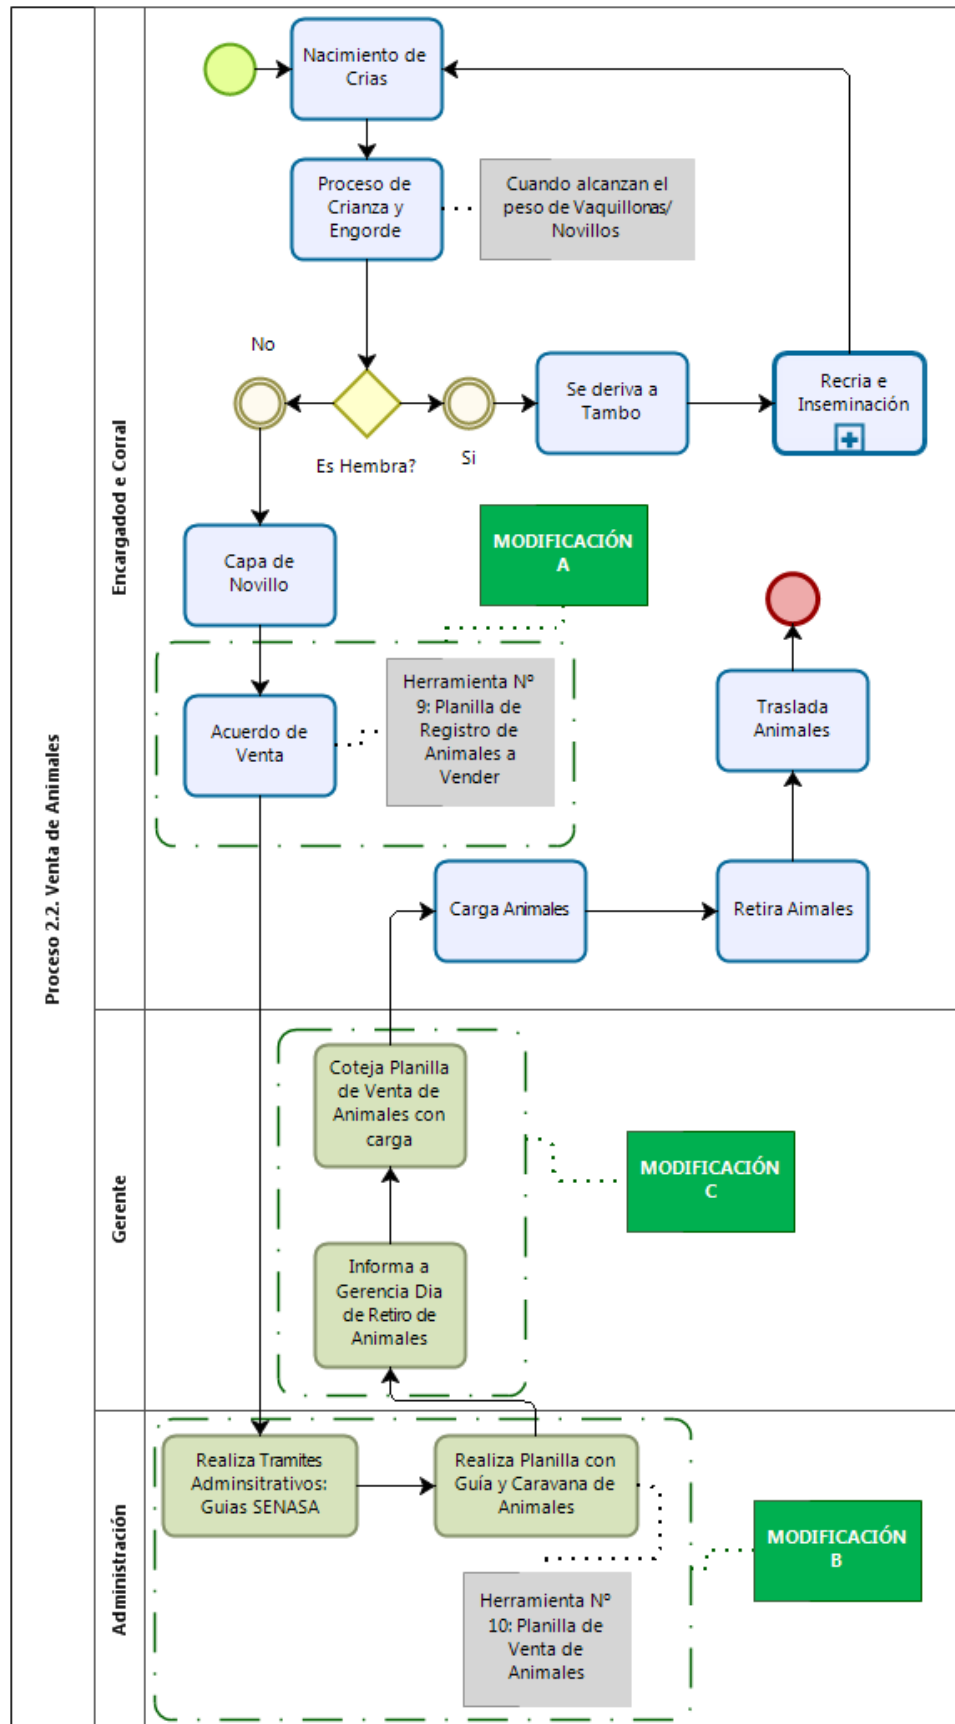 Proceso 2.2. Venta de Animales
Encargadod e Corral
Nacimiento de
Crias
Proceso de
Crianza y
Engorde
Cuando alcanzan el
peso de Vaquillonas/
Novillos
No
Es Hembra?
Si
Se deriva a
Tambo
Recria e
Inseminación
MODIFICACIÓN
A
Capa de
Novillo
Acuerdo de
Venta
Herramienta Nº
9: Planilla de
Registro de
Animales a
Vender
Traslada
Animales
Carga Animales
Retira Aimales
Gerente
Coteja Planilla
de Venta de
Animales con
carga
MODIFICACIÓN
C
Informa a
Gerencia Dia
de Retiro de
Animales
Administración
Realiza Tramites
Adminsitrativos:
Guias SENASA
Realiza Planilla con
Guía y Caravana de
Animales
MODIFICACIÓN
B
Herramienta Nº
10: Planilla de
Venta de
Animales